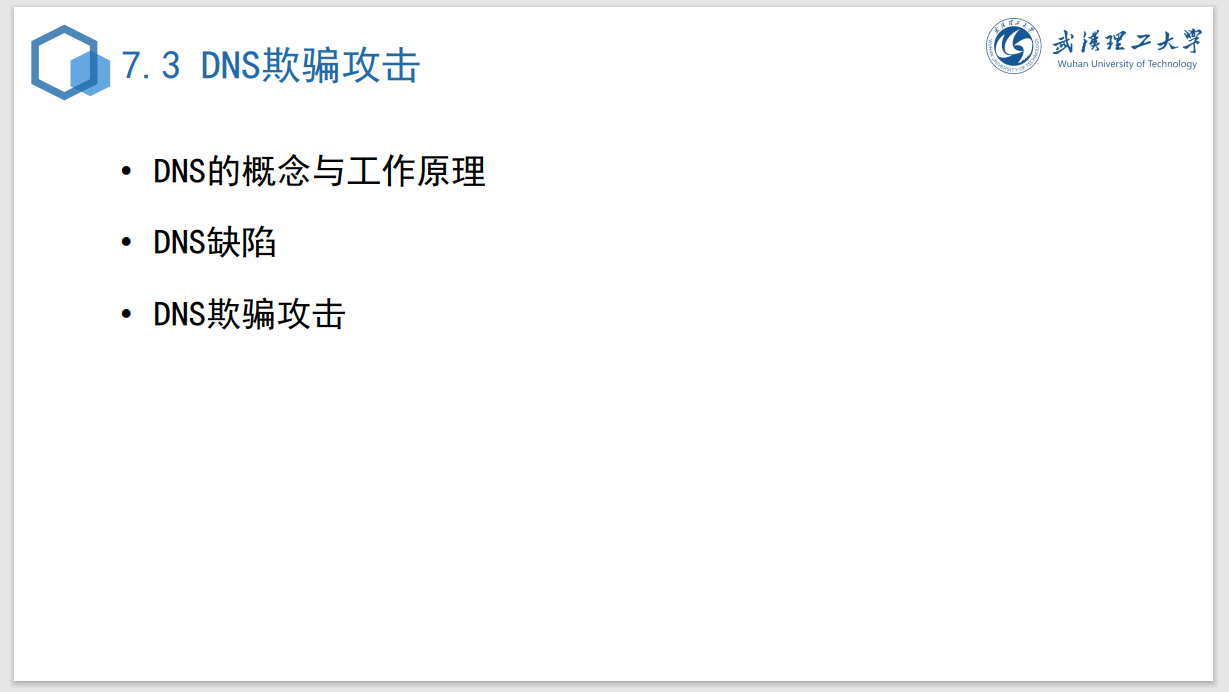 7.3 DNS欺骗攻击
武汉理工大学
Wuhan University of Technology
• DNS的概念与工作原理
• DNS缺陷
• DNS欺骗攻击